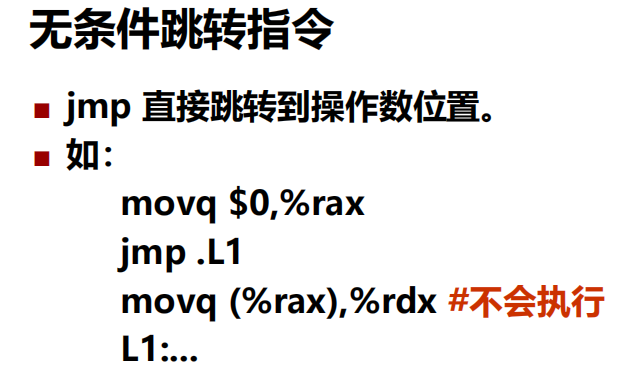 无条件跳转指令
■ jmp 直接跳转到操作数位置。
■ 如：
movq $0,%rax
jmp .L1
movq (%rax),%rdx #不会执行
L1:...